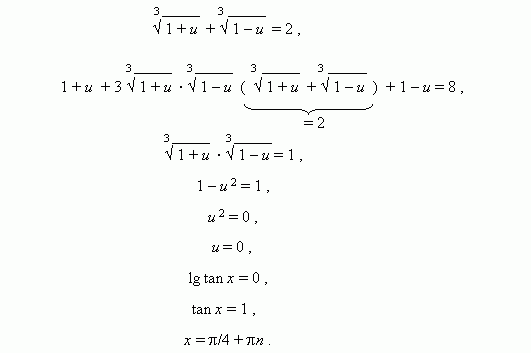 ∛(1+u) + ∛(1−u) = 2 ,
1+u + 3 ∛(1+u) · ∛(1−u) ( ∛(1+u) + ∛(1−u) ) + 1−u = 8 ,
= 2
∛(1+u) · ∛(1−u) = 1 ,
1−u² = 1 ,
u² = 0 ,
u = 0 ,
lg tan x = 0 ,
tan x = 1 ,
x = π/4 + πn .